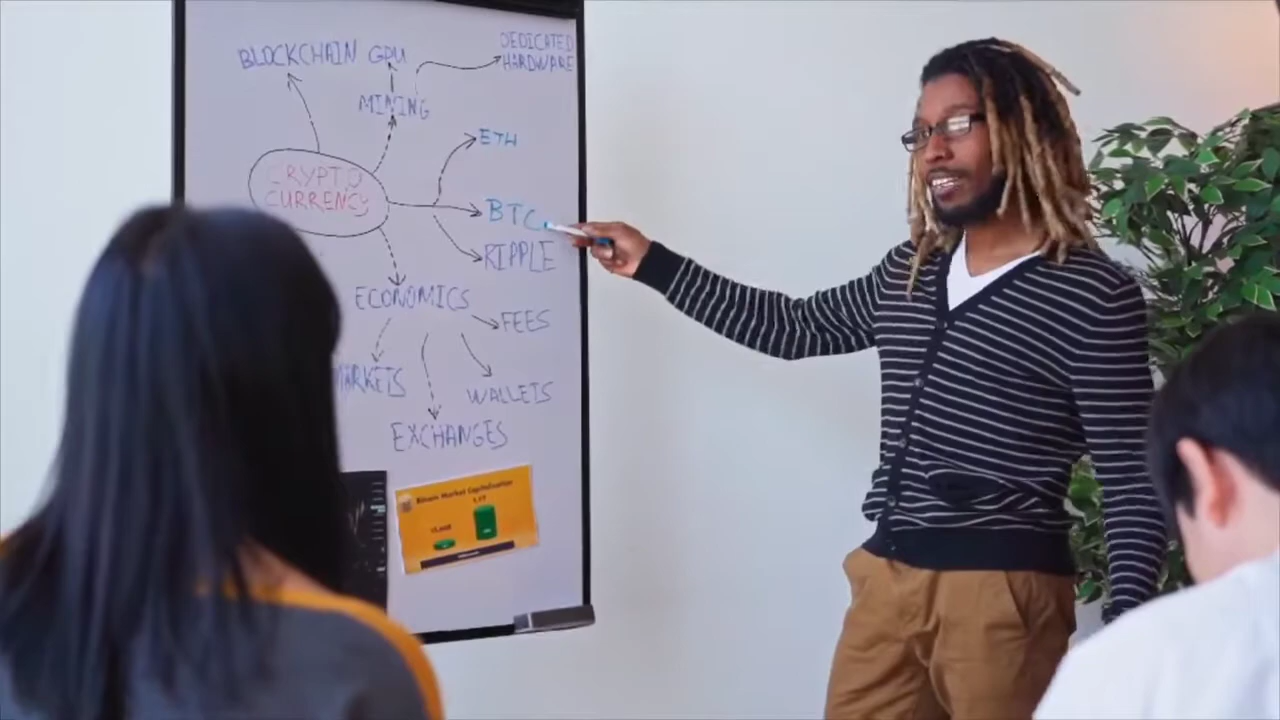 BLOCKCHAIN
GPU
DEDICATED
HARDWARE
MINING
ETH
CRYPTO
CURRENCY
BTC
RIPPLE
ECONOMICS
FEES
MARKETS
WALLETS
EXCHANGES
Bitcoin Market Capitalization